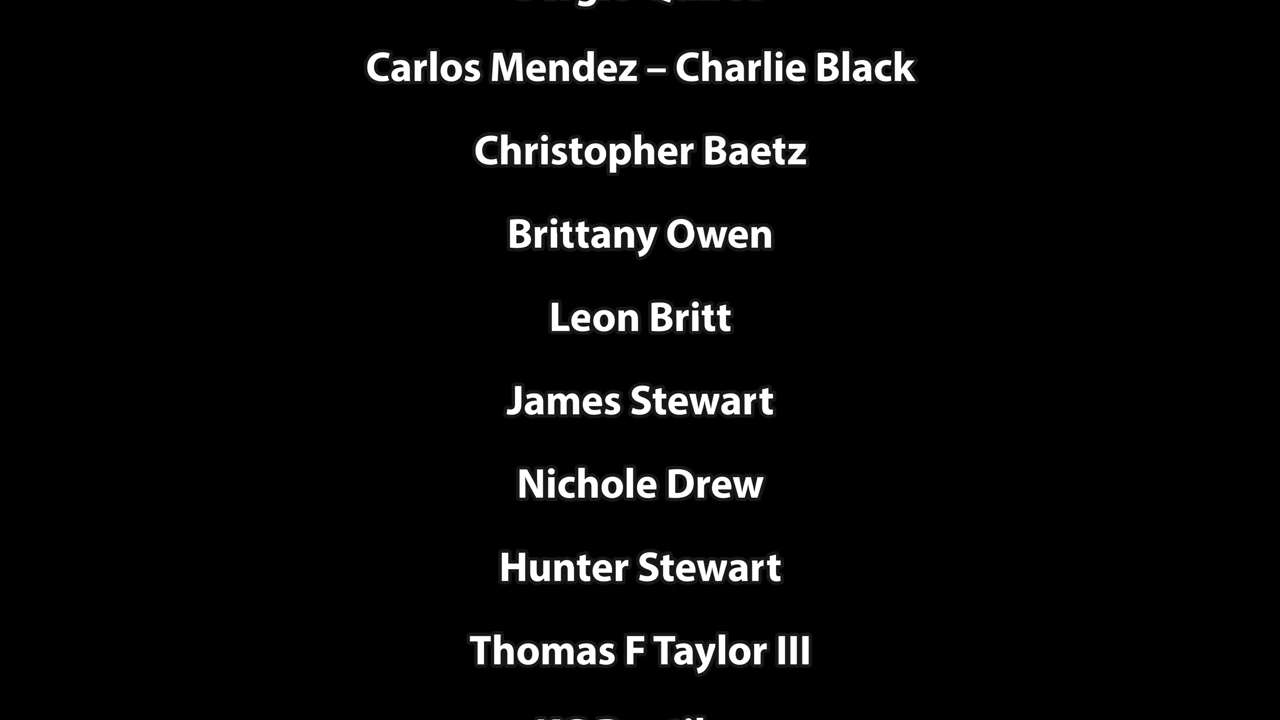 Carlos Mendez – Charlie Black
Christopher Baetz
Brittany Owen
Leon Britt
James Stewart
Nichole Drew
Hunter Stewart
Thomas F Taylor III